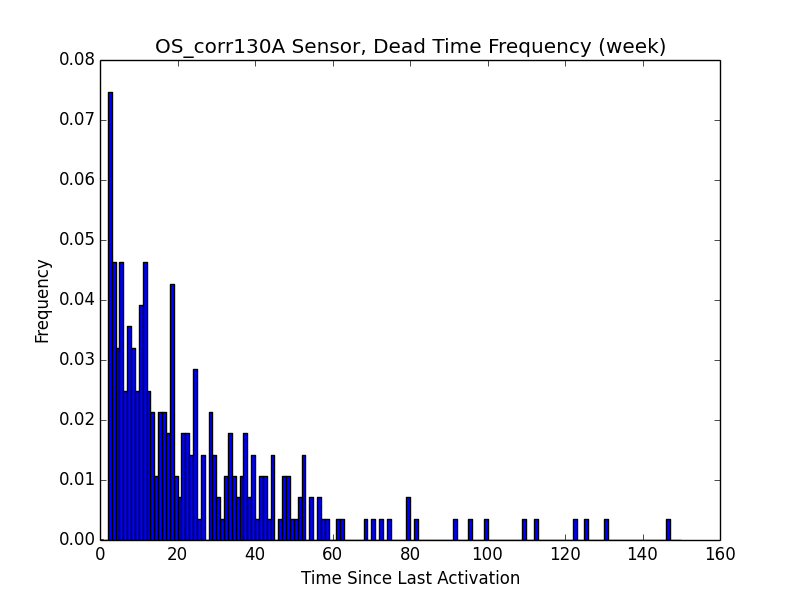 OS_corr130A Sensor, Dead Time Frequency (week)
0.08
0.07
0.06
0.05
0.04
0.03
0.02
0.01
0.00
Frequency
0 20 40 60 80 100 120 140 160
Time Since Last Activation